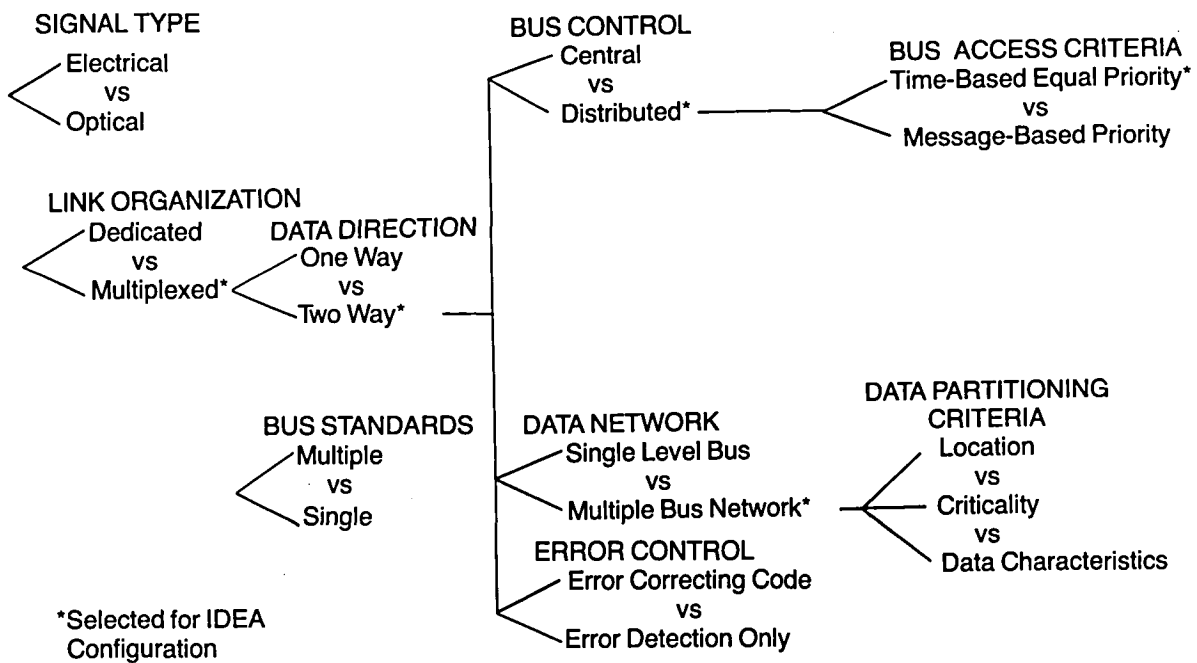 SIGNAL TYPE
Electrical
vs
Optical
LINK ORGANIZATION
Dedicated
vs
Multiplexed*
DATA DIRECTION
One Way
vs
Two Way*
BUS STANDARDS
Multiple
vs
Single
BUS CONTROL
Central
vs
Distributed*
BUS ACCESS CRITERIA
Time-Based Equal Priority*
vs
Message-Based Priority
DATA NETWORK
Single Level Bus
vs
Multiple Bus Network*
DATA PARTITIONING
CRITERIA
Location
vs
Criticality
vs
Data Characteristics
ERROR CONTROL
Error Correcting Code
vs
Error Detection Only
*Selected for IDEA
Configuration